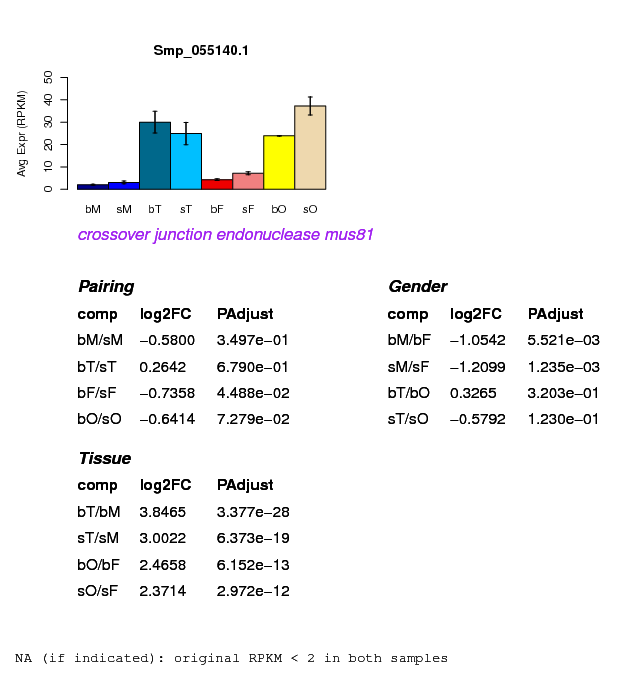 Smp_055140.1
Avg Expr (RPKM)
50
40
30
20
10
0
bM sM bT sT bF sF bO sO
crossover junction endonuclease mus81
Pairing
comp log2FC PAdjust
bM/sM −0.5800 3.497e−01
bT/sT 0.2642 6.790e−01
bF/sF −0.7358 4.488e−02
bO/sO −0.6414 7.279e−02
Gender
comp log2FC PAdjust
bM/bF −1.0542 5.521e−03
sM/sF −1.2099 1.235e−03
bT/bO 0.3265 3.203e−01
sT/sO −0.5792 1.230e−01
Tissue
comp log2FC PAdjust
bT/bM 3.8465 3.377e−28
sT/sM 3.0022 6.373e−19
bO/bF 2.4658 6.152e−13
sO/sF 2.3714 2.972e−12
NA (if indicated): original RPKM < 2 in both samples